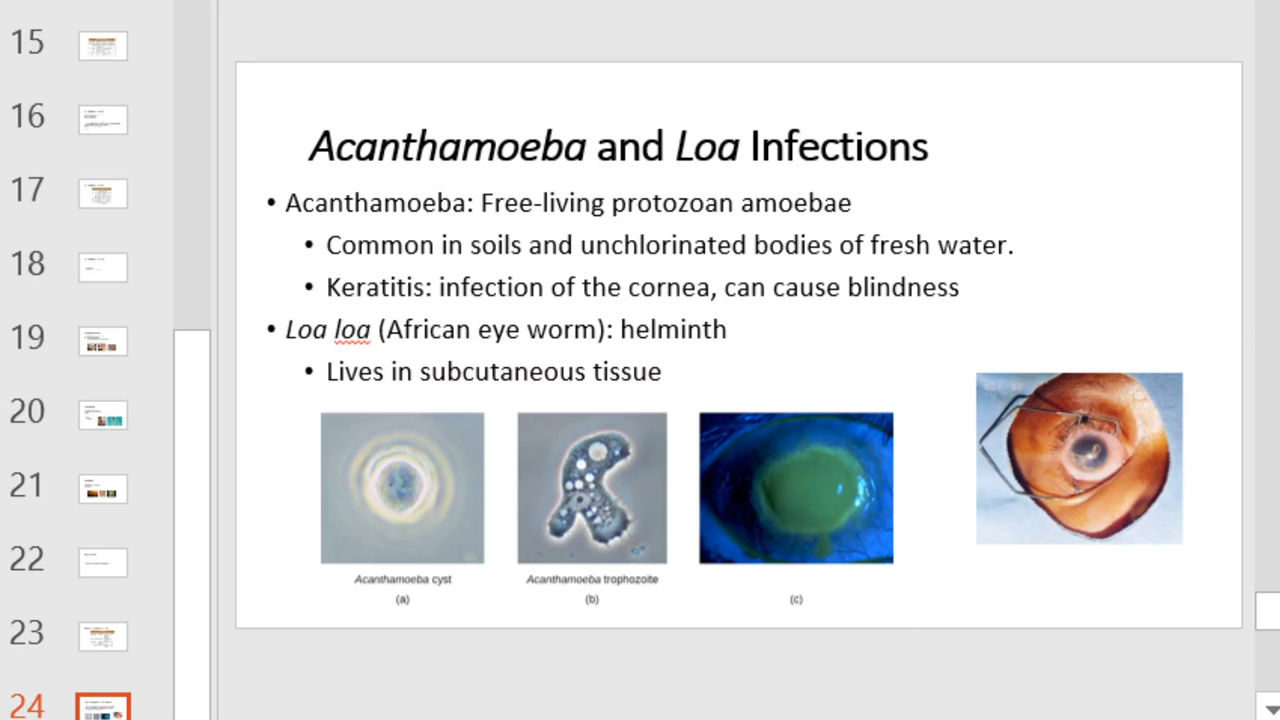 15
16
17
18
19
20
21
22
23
24
Acanthamoeba and Loa Infections
• Acanthamoeba: Free-living protozoan amoebae
• Common in soils and unchlorinated bodies of fresh water.
• Keratitis: infection of the cornea, can cause blindness
• Loa loa (African eye worm): helminth
• Lives in subcutaneous tissue
Acanthamoeba cyst
(a)
Acanthamoeba trophozoite
(b)
(c)